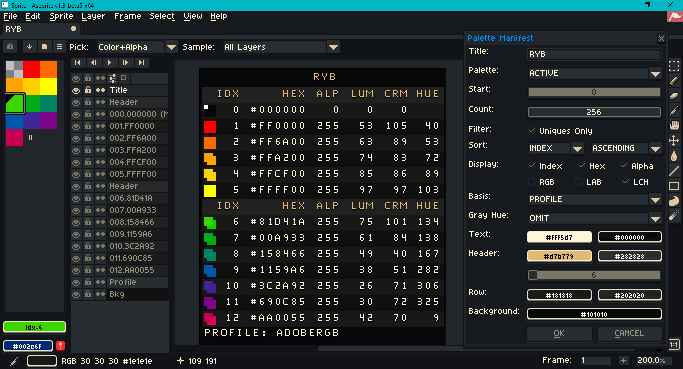 Sprite - Aseprite v1.3-beta5-x64
File Edit Sprite Layer Frame Select View Help
RYB
Pick: Color+Alpha Sample: All Layers
Title
Header
000.000000 (M
001.FF0000
002.FF6A00
003.FFA200
004.FFCF00
005.FFFF00
Header
006.81D41A
007.00A933
008.158466
009.1159A6
010.3C2A92
011.690C85
012.AA0055
Profile
Bkg
RYB
IDX HEX ALP LUM CRM HUE
0 #000000 0 0 0
1 #FF0000 255 53 105 40
2 #FF6A00 255 63 89 53
3 #FFA200 255 74 83 72
4 #FFCF00 255 85 86 89
5 #FFFF00 255 97 97 103
IDX HEX ALP LUM CRM HUE
6 #81D41A 255 75 101 134
7 #00A933 255 61 84 138
8 #158466 255 49 40 167
9 #1159A6 255 38 51 282
10 #3C2A92 255 26 71 306
11 #690C85 255 30 72 325
12 #AA0055 255 42 70 9
PROFILE: ADOBERGB
Palette Manifest
Title: RYB
Palette: ACTIVE
Start: 0
Count: 256
Filter: Uniques Only
Sort: INDEX ASCENDING
Display: Index Hex Alpha
RGB LAB LCH
Basis: PROFILE
Gray Hue: OMIT
Text: #FFF5d7 #000000
Header: #d7b779 #282828
6
Row: #181818 #202020
Background: #101010
OK CANCEL
Idx-6
#002e6F
RGB 30 30 30 #1e1e1e 109 191 Frame: 1 200.0
1:1